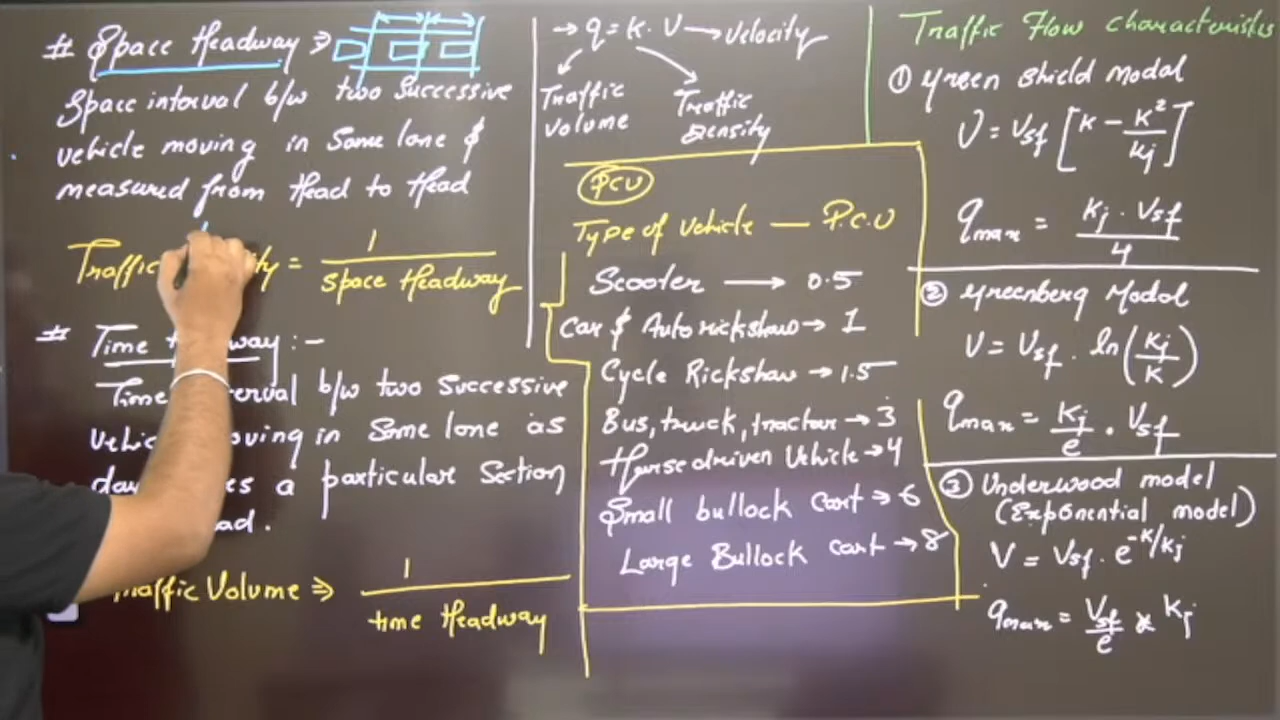 # Space Headway ⇒
Space interval b/w two Successive
vehicle moving in Same lane &
measured from Head to Head
Traffic = 1 / space Headway
# Time :-
Time b/w two Successive
in Same lane as
a particular Section
Traffic Volume ⇒ 1 / time Headway
→ q = K . V → Velocity
Traffic Volume
Traffic Density
PCU
Type of vehicle — P.C.U
Scooter → 0.5
Car & Auto rickshaw → 1
Cycle Rickshaw → 1.5
Bus, truck, tractor → 3
Horse driven Vehicle → 4
Small bullock cart → 6
Large Bullock cart → 8
Traffic Flow characteristics
① Green Shield Modal
V = Vsf [K − K²/Kj]
qmax = Kj . Vsf / 4
② Greenberg Modal
V = Vsf . ln(Kj/K)
qmax = Kj/e . Vsf
③ Underwood model
(Exponential model)
V = Vsf . e^-K/Kj
qmax = Vsf/e * Kj